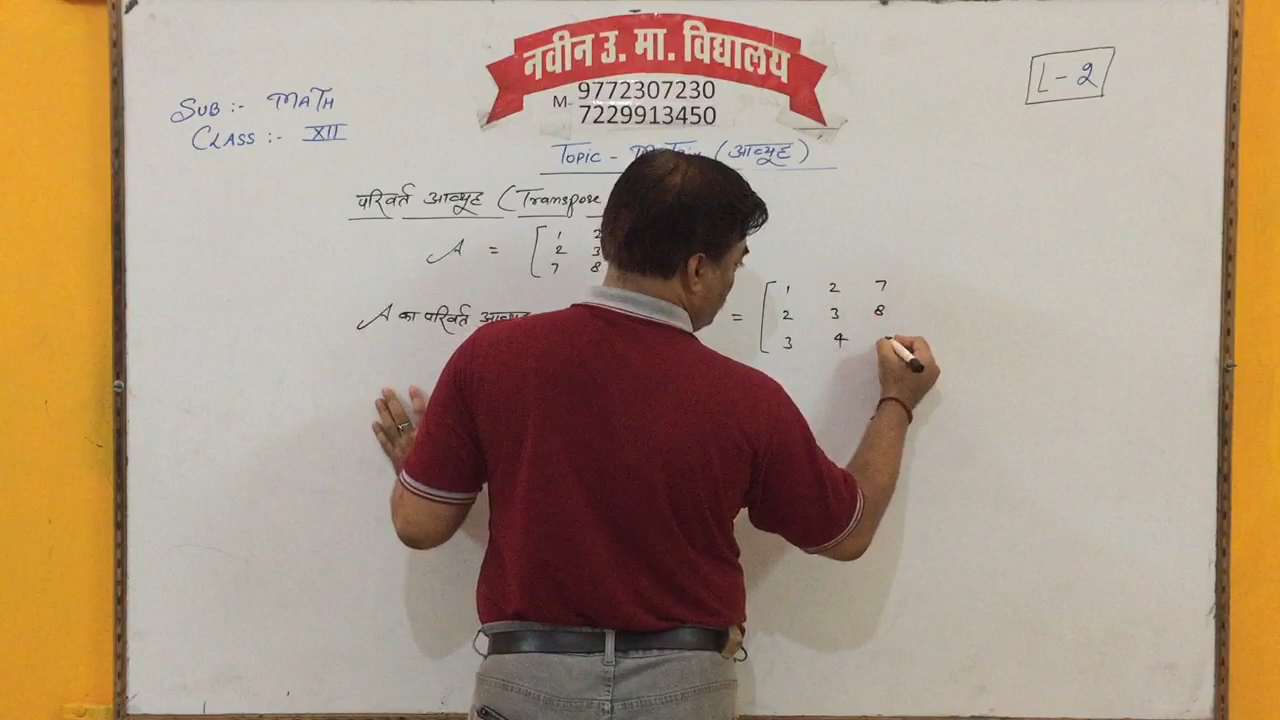 नवीन उ. मा. विद्यालय
M- 9772307230
7229913450
L-2
SUB :- MATH
CLASS :- XII
Topic - (आव्यूह)
परिवर्त आव्यूह (Transpose
A = [ 1 2
2 3
7 8
A का परिवर्त आव्यूह = [ 1 2 7
2 3 8
3 4